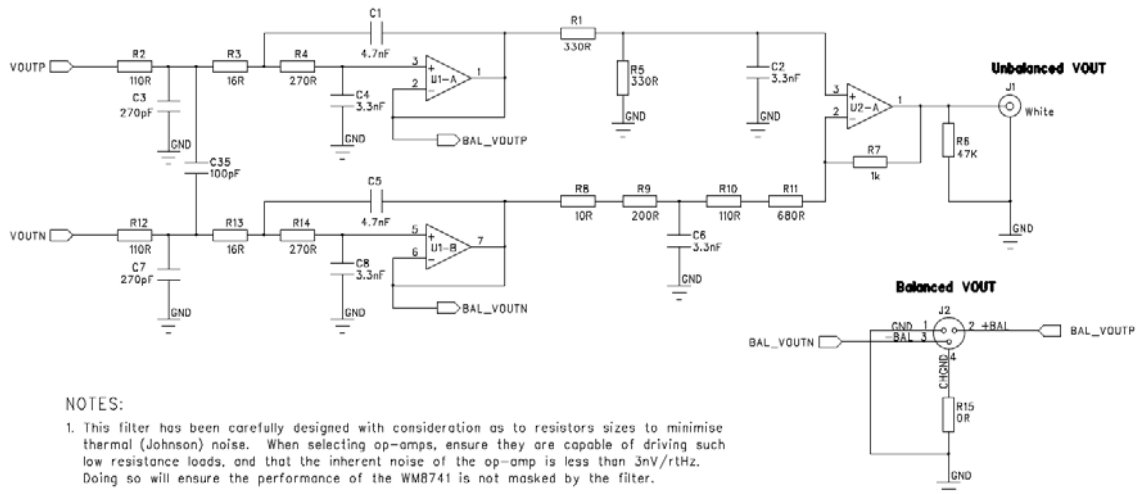 C1
4.7nF
VOUTP
R2
110R
R3
16R
R4
270R
C3
270pF
GND
C4
3.3nF
GND
3
2
+
−
U1-A
1
BAL_VOUTP
R1
330R
R5
330R
GND
C2
3.3nF
GND
3
2
+
−
U2-A
1
R7
1k
R6
47K
Unbalanced VOUT
J1
White
GND
C35
100pF
C5
4.7nF
VOUTN
R12
110R
R13
16R
R14
270R
C7
270pF
GND
C8
3.3nF
GND
5
6
+
−
U1-B
7
BAL_VOUTN
R8
10R
R9
200R
R10
110R
R11
680R
C6
3.3nF
GND
Balanced VOUT
J2
GND 1
2 +BAL
BAL_VOUTP
BAL_VOUTN
-BAL 3
4
CHGND
R15
0R
GND
NOTES:
1. This filter has been carefully designed with consideration as to resistors sizes to minimise
thermal (Johnson) noise. When selecting op-amps, ensure they are capable of driving such
low resistance loads, and that the inherent noise of the op-amp is less than 3nV/rtHz.
Doing so will ensure the performance of the WM8741 is not masked by the filter.